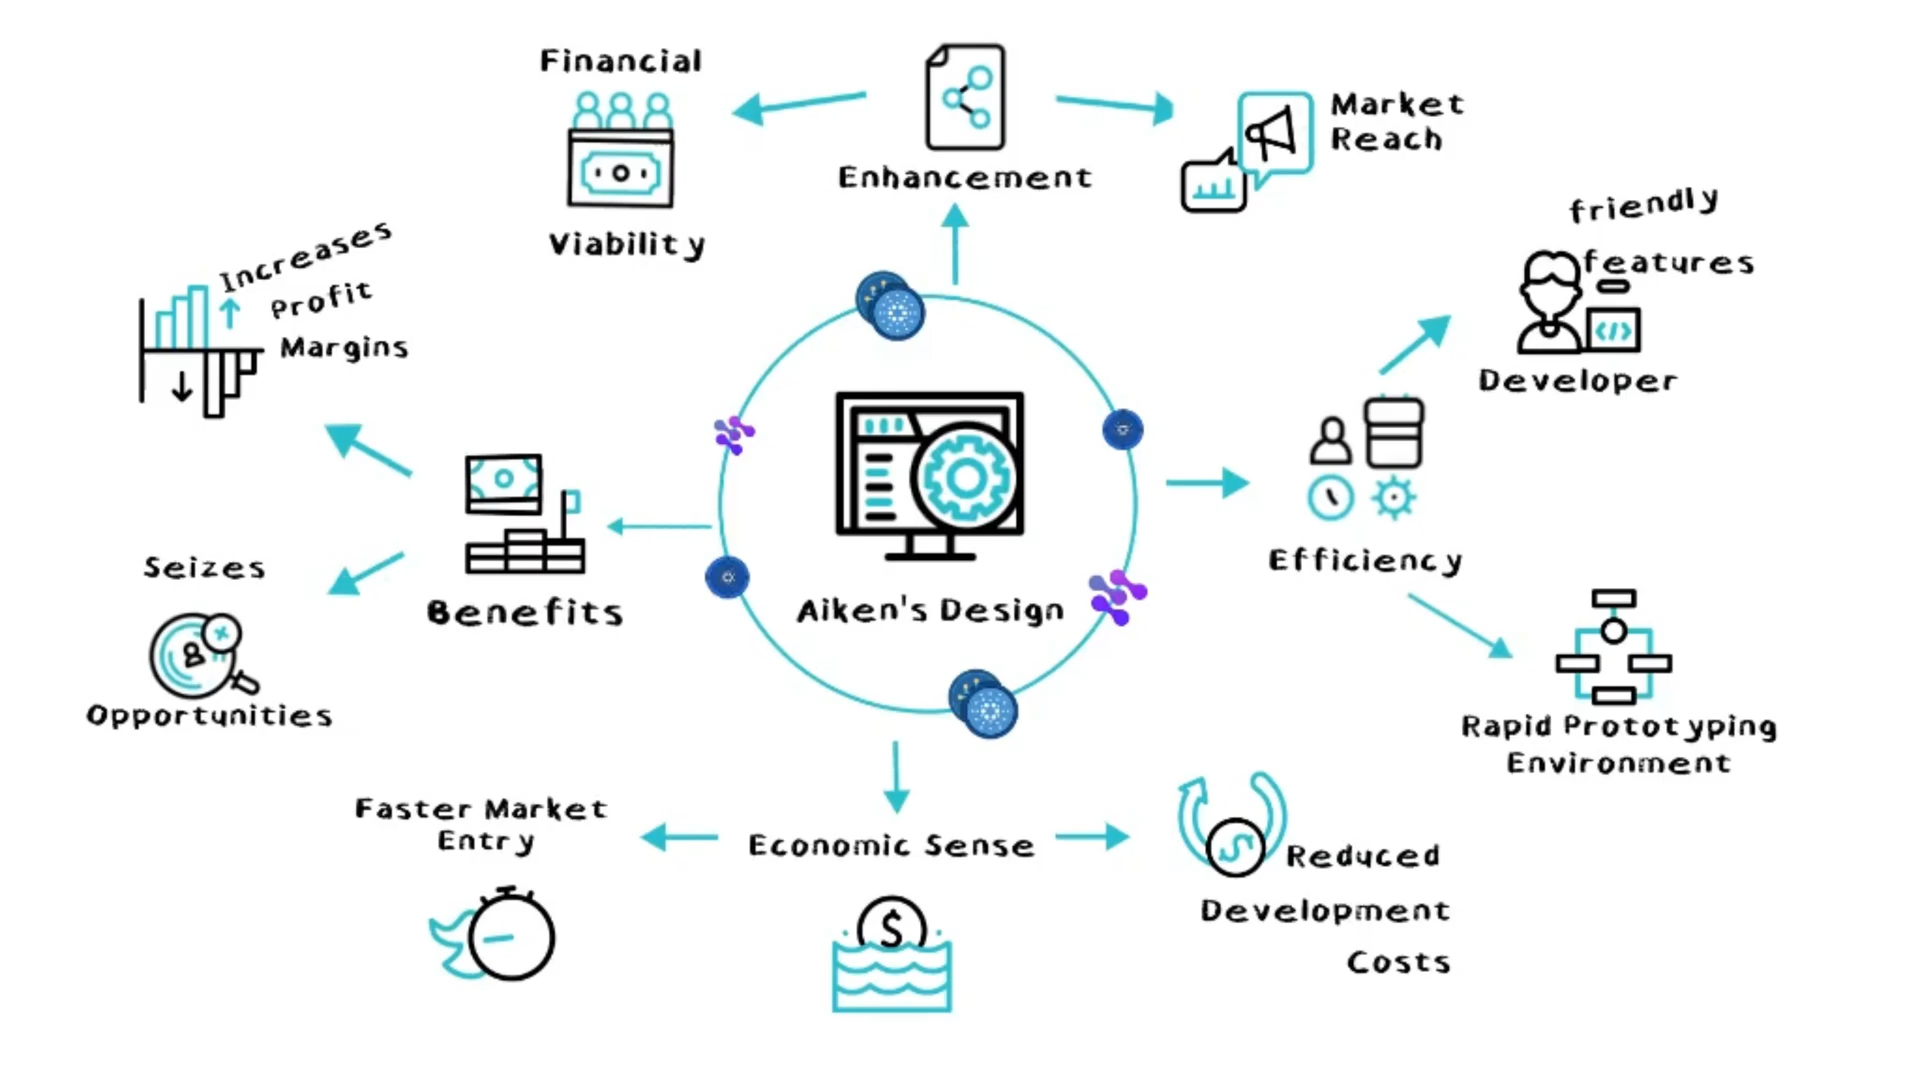 Financial
Viability
Enhancement
Market
Reach
friendly
features
Developer
Increases
Profit
Margins
Efficiency
Rapid Prototyping
Environment
Aiken's Design
Benefits
Seizes
Opportunities
Faster Market
Entry
Economic Sense
$
Reduced
Development
Costs